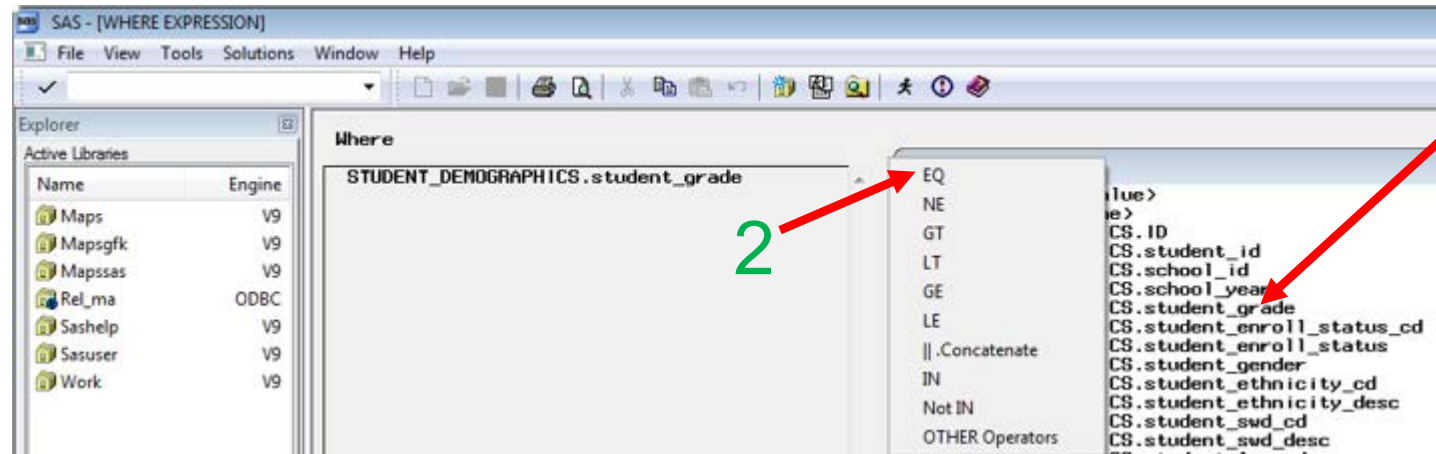 SAS - [WHERE EXPRESSION]
File View Tools Solutions Window Help
Explorer
Active Libraries
Name Engine
Maps V9
Mapsgfk V9
Mapssas V9
Rel_ma ODBC
Sashelp V9
Sasuser V9
Work V9
Where
STUDENT_DEMOGRAPHICS.student_grade
2
EQ
NE
GT
LT
GE
LE
|| .Concatenate
IN
Not IN
OTHER Operators
lue>
e>
CS.ID
CS.student_id
CS.school_id
CS.school_year
CS.student_grade
CS.student_enroll_status_cd
CS.student_enroll_status
CS.student_gender
CS.student_ethnicity_cd
CS.student_ethnicity_desc
CS.student_swd_cd
CS.student_swd_desc